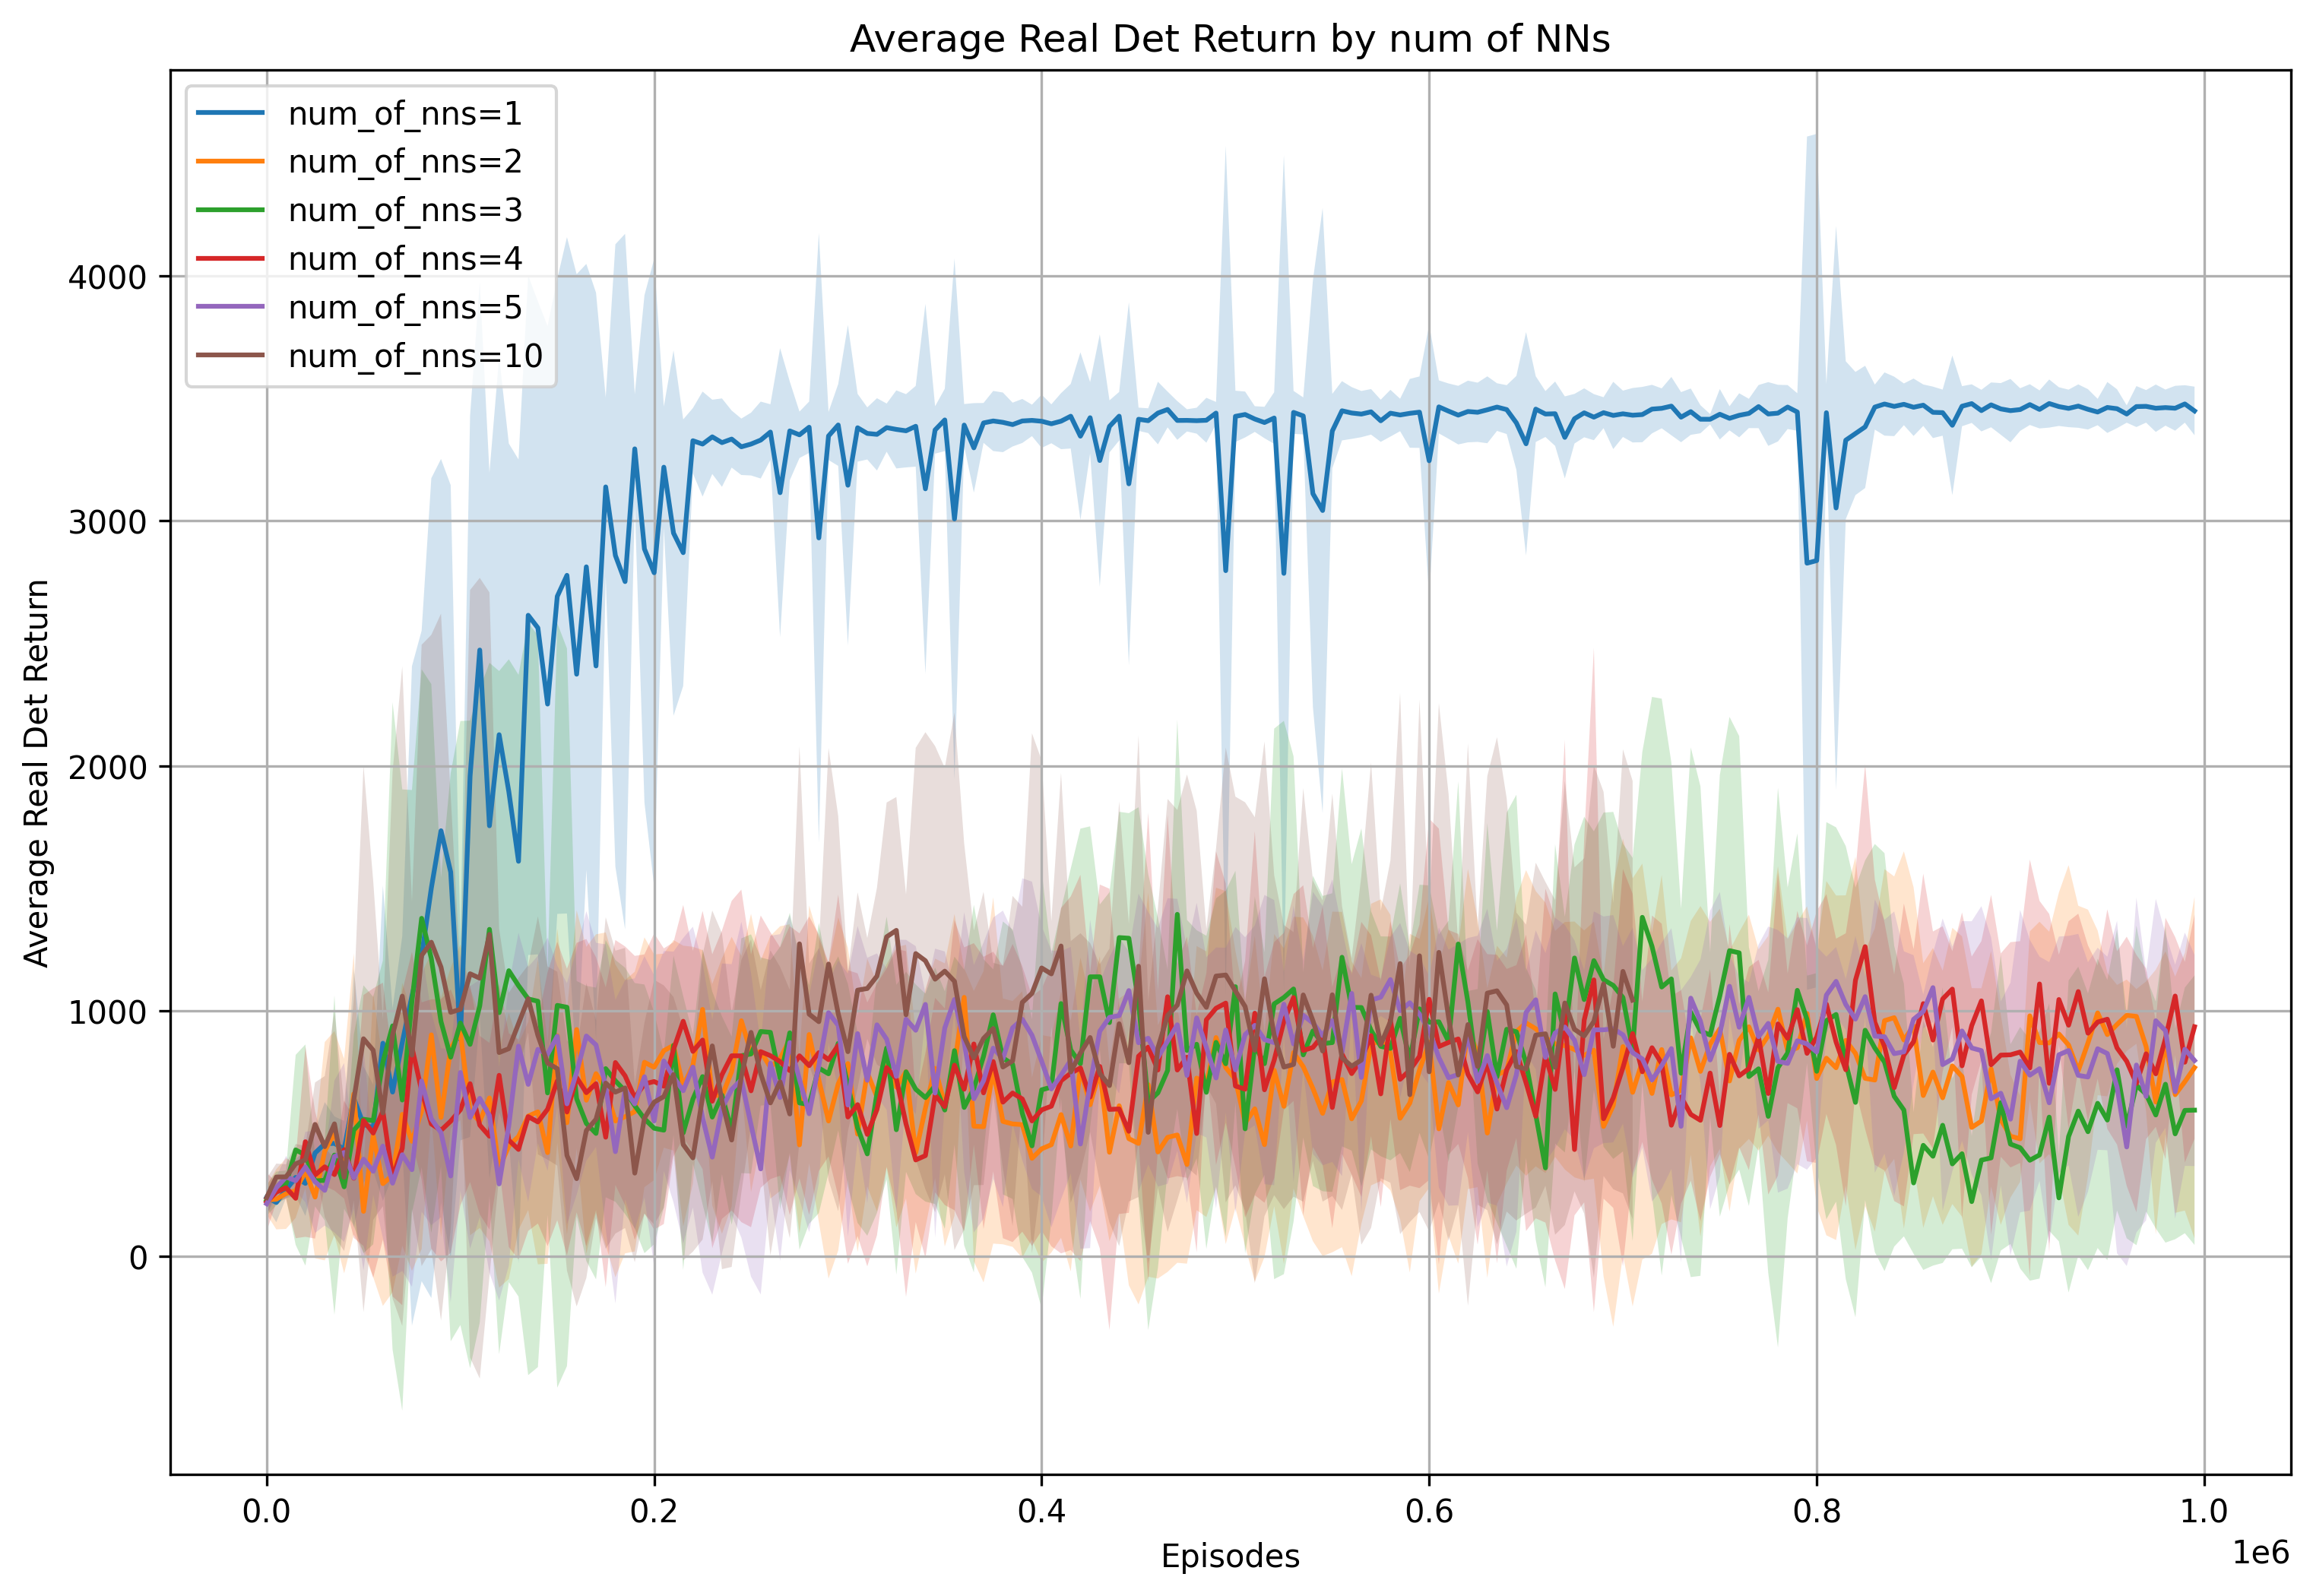 Average Real Det Return by num of NNs
num_of_nns=1
num_of_nns=2
num_of_nns=3
num_of_nns=4
num_of_nns=5
num_of_nns=10
4000
3000
2000
1000
0
Average Real Det Return
0.0 0.2 0.4 0.6 0.8 1.0
1e6
Episodes